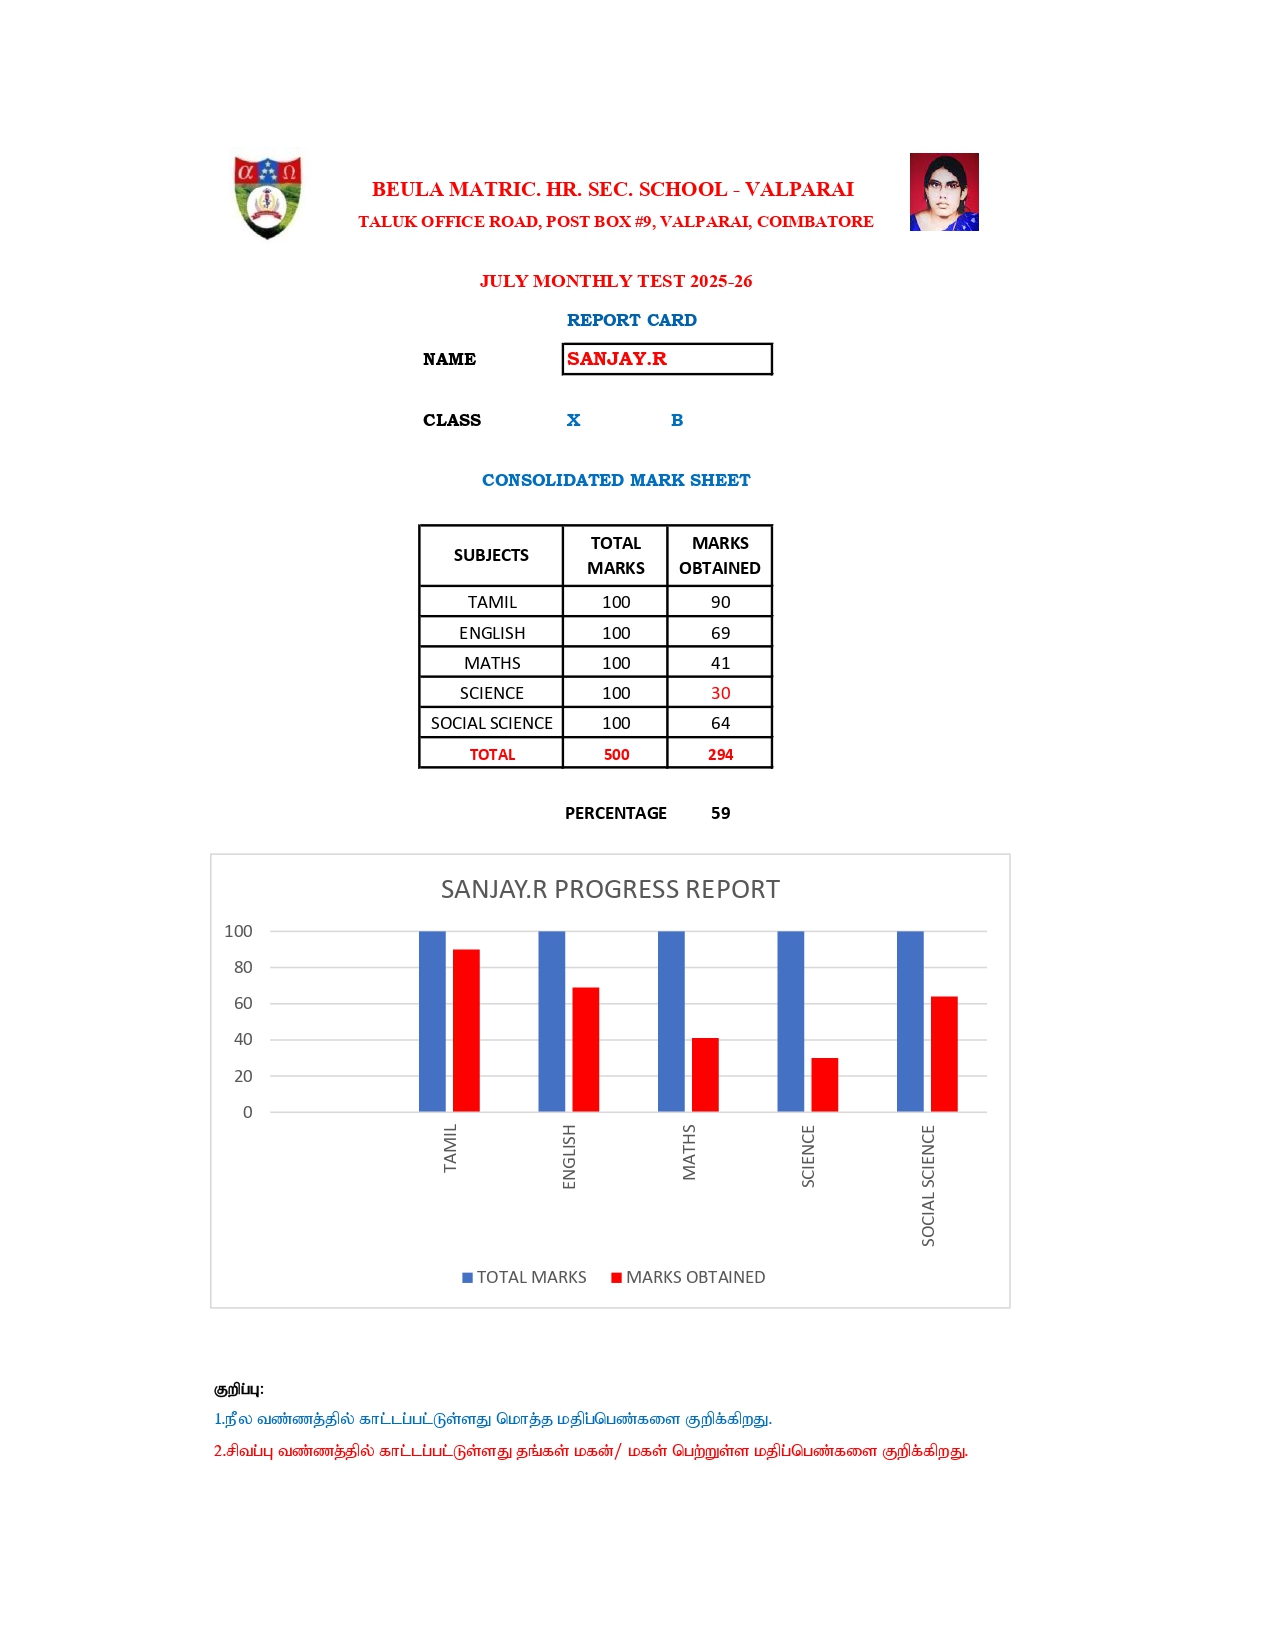 α Ω
BEULA MATRIC. HR. SEC. SCHOOL - VALPARAI
TALUK OFFICE ROAD, POST BOX #9, VALPARAI, COIMBATORE
JULY MONTHLY TEST 2025-26
REPORT CARD
NAME SANJAY.R
CLASS X B
CONSOLIDATED MARK SHEET
SUBJECTS TOTAL MARKS MARKS OBTAINED
TAMIL 100 90
ENGLISH 100 69
MATHS 100 41
SCIENCE 100 30
SOCIAL SCIENCE 100 64
TOTAL 500 294
PERCENTAGE 59
SANJAY.R PROGRESS REPORT
100
80
60
40
20
0
TAMIL ENGLISH MATHS SCIENCE SOCIAL SCIENCE
TOTAL MARKS MARKS OBTAINED
குறிப்பு:
1.நீல வண்ணத்தில் காட்டப்பட்டுள்ளது மொத்த மதிப்பெண்களை குறிக்கிறது.
2.சிவப்பு வண்ணத்தில் காட்டப்பட்டுள்ளது தங்கள் மகன்/ மகள் பெற்றுள்ள மதிப்பெண்களை குறிக்கிறது.